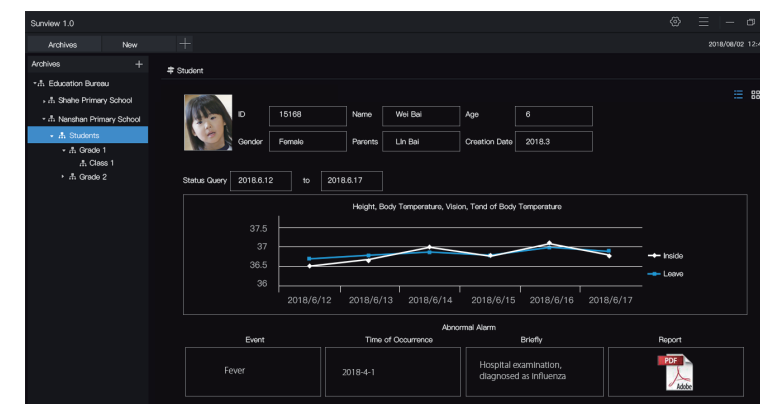 Sunview 1.0
Archives New
2018/08/02 12:4
Archives
Education Bureau
Shahe Primary School
Nanshan Primary School
Students
Grade 1
Class 1
Grade 2
Student
ID 15168 Name Wei Bai Age 6
Gender Female Parents LIn Bai Creation Date 2018.3
Status Query 2018.6.12 to 2018.6.17
Height, Body Temperature, Vision, Tend of Body Temperature
37.5
37
36.5
36
2018/6/12 2018/6/13 2018/6/14 2018/6/15 2018/6/16 2018/6/17
Inside
Leave
Abnormal Alarm
Event Time of Occurrence Briefly Report
Fever
2018-4-1
Hospital examination,
diagnosed as influenza
PDF
Adobe